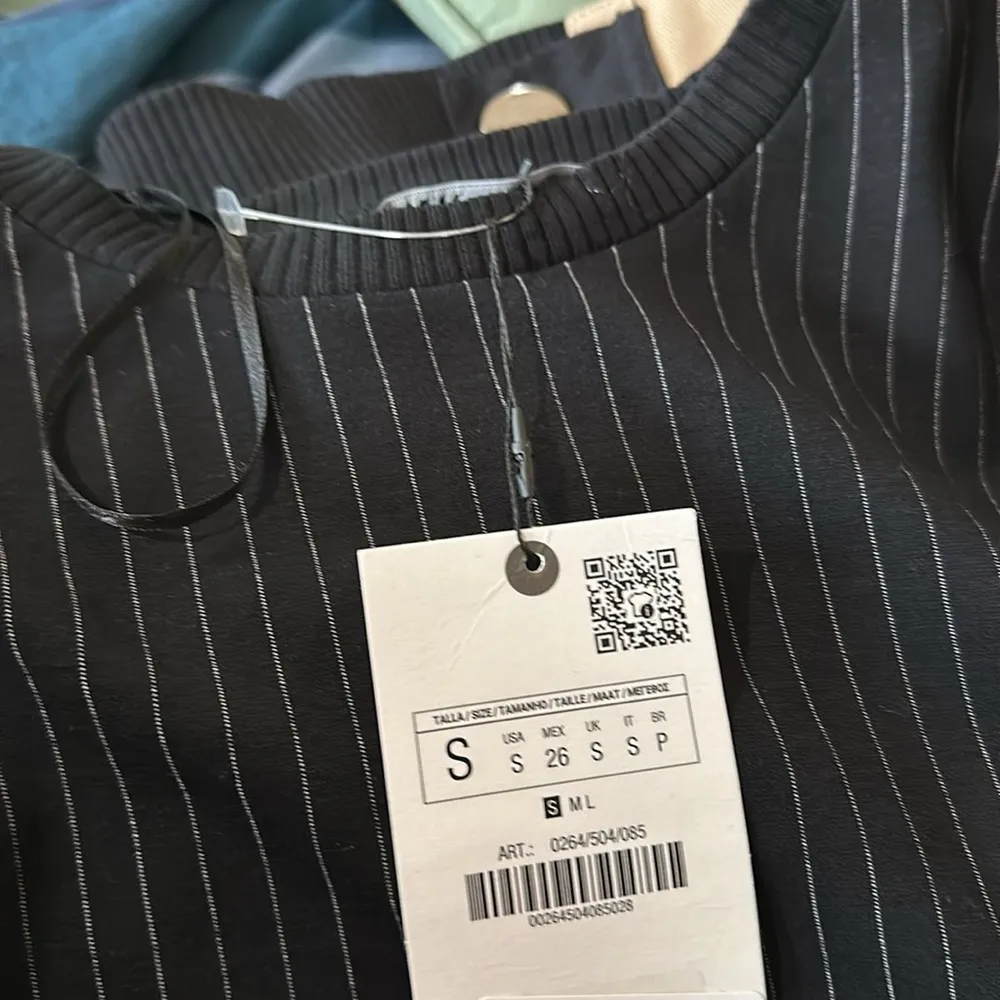 TALLA / SIZE / TAMANHO / TAILLE / MAAT / ΜΕΓΕΘΟΣ
USA MEX UK IT BR
S S 26 S S P
S M L
ART.: 0264/504/085
00264504085028